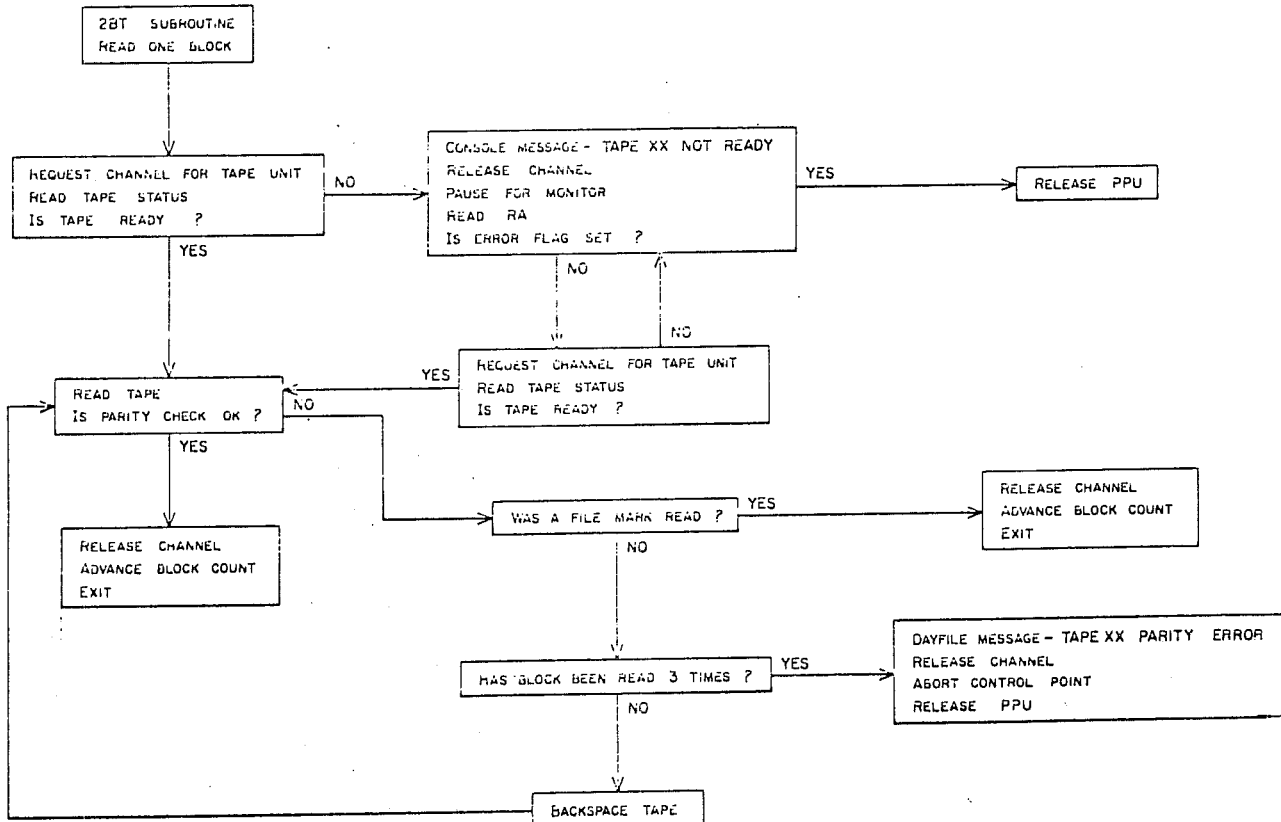 2BT SUBROUTINE
READ ONE BLOCK
REQUEST CHANNEL FOR TAPE UNIT
READ TAPE STATUS
IS TAPE READY ?
NO
YES
CONSOLE MESSAGE - TAPE XX NOT READY
RELEASE CHANNEL
PAUSE FOR MONITOR
READ RA
IS ERROR FLAG SET ?
YES
RELEASE PPU
NO
NO
REQUEST CHANNEL FOR TAPE UNIT
READ TAPE STATUS
IS TAPE READY ?
YES
READ TAPE
IS PARITY CHECK OK ?
NO
YES
RELEASE CHANNEL
ADVANCE BLOCK COUNT
EXIT
WAS A FILE MARK READ ?
YES
RELEASE CHANNEL
ADVANCE BLOCK COUNT
EXIT
NO
HAS BLOCK BEEN READ 3 TIMES ?
YES
DAYFILE MESSAGE - TAPE XX PARITY ERROR
RELEASE CHANNEL
ABORT CONTROL POINT
RELEASE PPU
NO
BACKSPACE TAPE